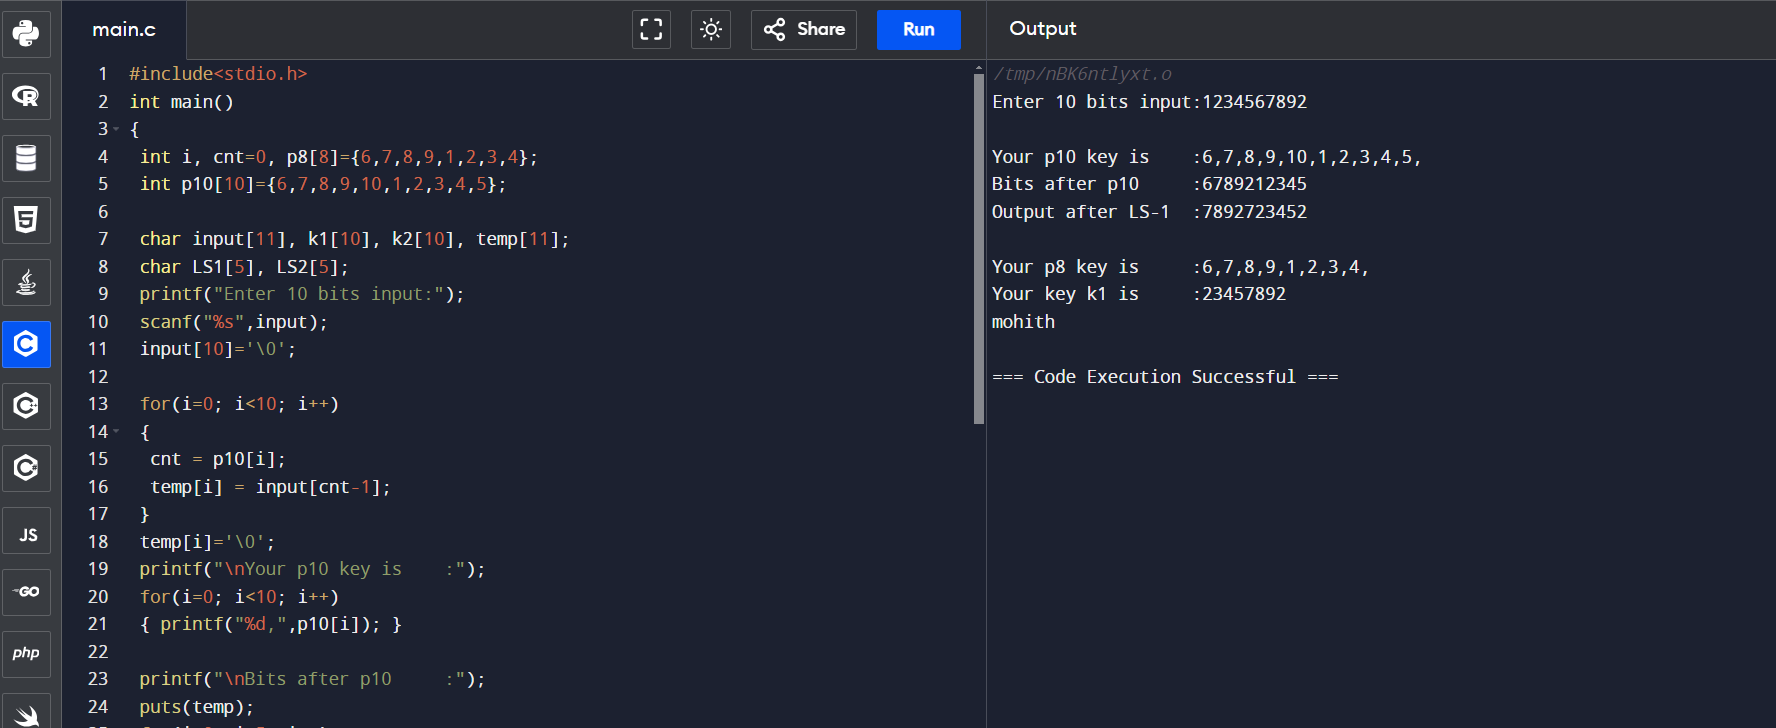 main.c
Share
Run
Output
1 #include<stdio.h>
2 int main()
3 {
4 int i, cnt=0, p8[8]={6,7,8,9,1,2,3,4};
5 int p10[10]={6,7,8,9,10,1,2,3,4,5};
6
7 char input[11], k1[10], k2[10], temp[11];
8 char LS1[5], LS2[5];
9 printf("Enter 10 bits input:");
10 scanf("%s",input);
11 input[10]='\0';
12
13 for(i=0; i<10; i++)
14 {
15 cnt = p10[i];
16 temp[i] = input[cnt-1];
17 }
18 temp[i]='\0';
19 printf("\nYour p10 key is    :");
20 for(i=0; i<10; i++)
21 { printf("%d,",p10[i]); }
22
23 printf("\nBits after p10     :");
24 puts(temp);
/tmp/nBK6ntlyxt.o
Enter 10 bits input:1234567892
Your p10 key is    :6,7,8,9,10,1,2,3,4,5,
Bits after p10     :6789212345
Output after LS-1  :7892723452
Your p8 key is     :6,7,8,9,1,2,3,4,
Your key k1 is     :23457892
mohith
=== Code Execution Successful ===
R
5
C
C++
C#
JS
GO
php